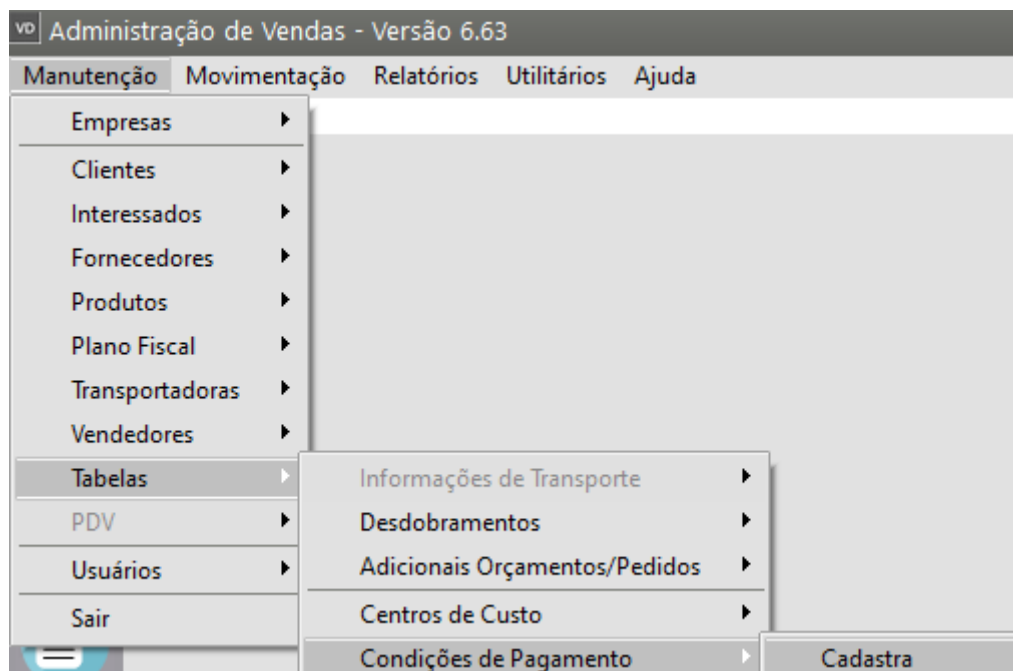 VD Administração de Vendas - Versão 6.63
Manutenção Movimentação Relatórios Utilitários Ajuda
Empresas
Clientes
Interessados
Fornecedores
Produtos
Plano Fiscal
Transportadoras
Vendedores
Tabelas
PDV
Usuários
Sair
Informações de Transporte
Desdobramentos
Adicionais Orçamentos/Pedidos
Centros de Custo
Condições de Pagamento
Cadastra